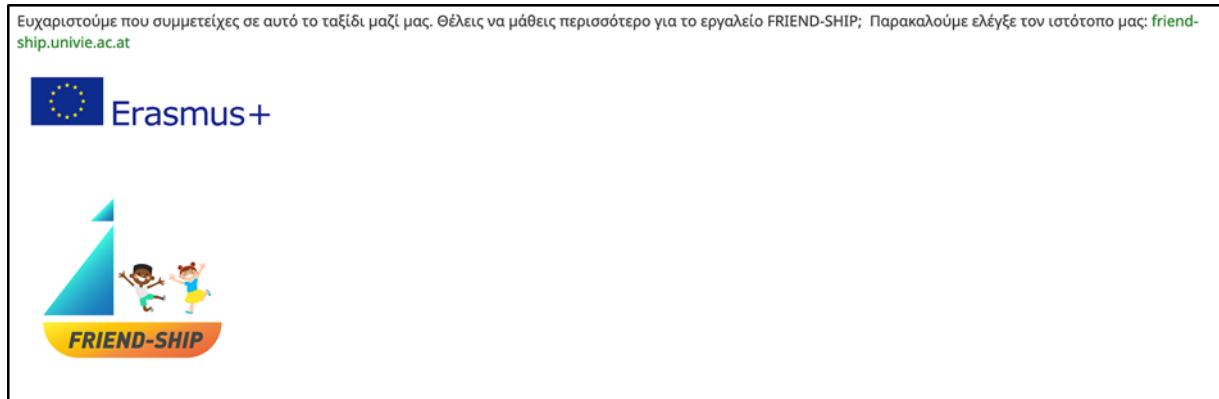 Ευχαριστούμε που συμμετείχες σε αυτό το ταξίδι μαζί μας. Θέλεις να μάθεις περισσότερο για το εργαλείο FRIEND-SHIP;  Παρακαλούμε ελέγξε τον ιστότοπο μας: friend-
ship.univie.ac.at
Erasmus+
FRIEND-SHIP